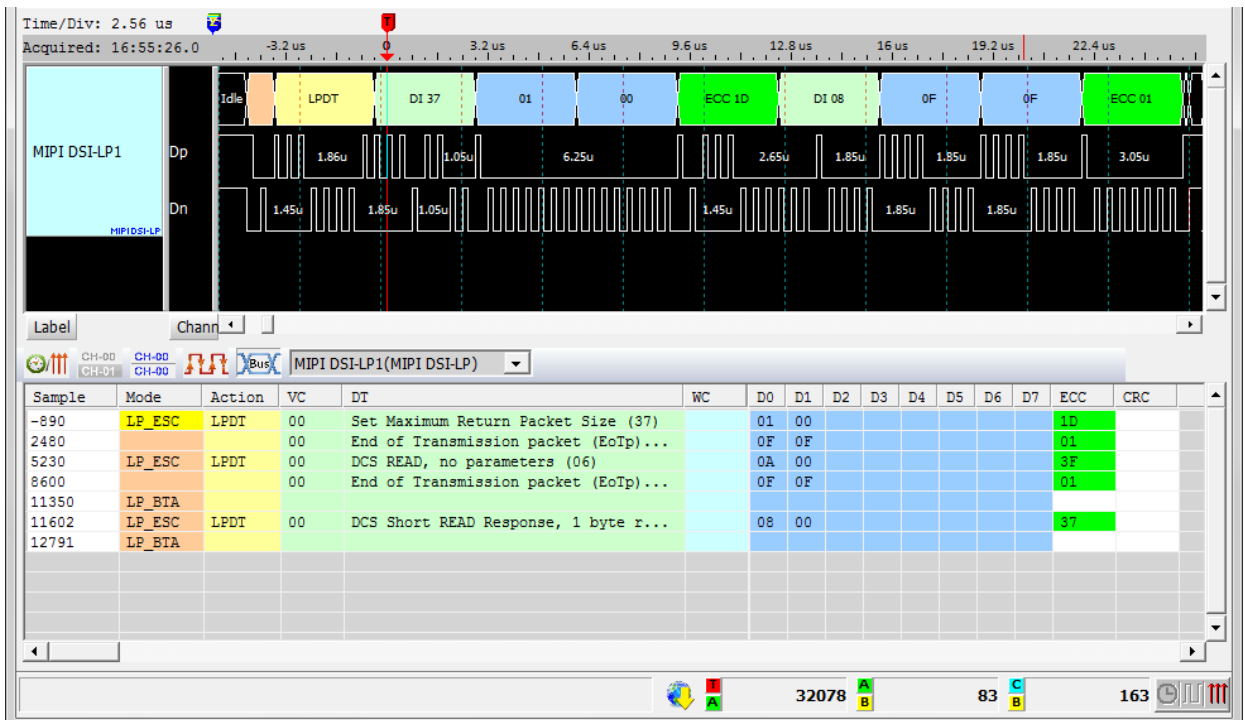 Time/Div: 2.56 us
T
Acquired: 16:55:26.0 -3.2 us 0 3.2 us 6.4 us 9.6 us 12.8 us 16 us 19.2 us 22.4 us
Idle LPDT DI 37 01 00 ECC 1D DI 08 0F 0F ECC 01
MIPI DSI-LP1 Dp 1.86u 1.05u 6.25u 2.65u 1.85u 1.85u 1.85u 3.05u
Dn 1.45u 1.85u 1.05u 1.45u 1.85u 1.85u
MIPIDSI-LP
Label Chann
CH-00 CH-01 CH-00 CH-00 Bus MIPI DSI-LP1(MIPI DSI-LP)
Sample Mode Action VC DT WC D0 D1 D2 D3 D4 D5 D6 D7 ECC CRC
-890 LP_ESC LPDT 00 Set Maximum Return Packet Size (37) 01 00 1D
2480 00 End of Transmission packet (EoTp)... 0F 0F 01
5230 LP_ESC LPDT 00 DCS READ, no parameters (06) 0A 00 3F
8600 00 End of Transmission packet (EoTp)... 0F 0F 01
11350 LP_BTA
11602 LP_ESC LPDT 00 DCS Short READ Response, 1 byte r... 08 00 37
12791 LP_BTA
T A 32078 A B 83 C B 163